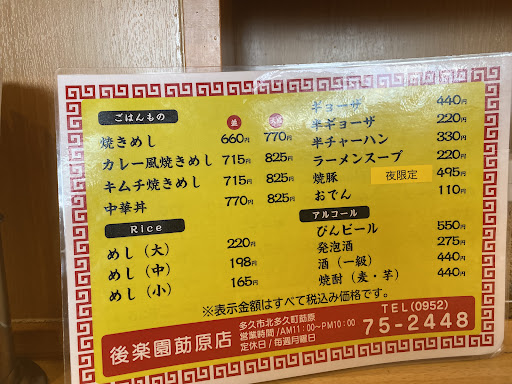 ごはんもの 並 大盛
焼きめし 660円 770円
カレー風焼きめし 715円 825円
キムチ焼きめし 715円 825円
中華丼 770円 825円
Rice
めし（大） 220円
めし（中） 198円
めし（小） 165円
ギョーザ 440円
半ギョーザ 220円
半チャーハン 330円
ラーメンスープ 220円
焼豚 夜限定 495円
おでん 110円
アルコール
びんビール 550円
発泡酒 275円
酒（一級） 440円
焼酎（麦・芋） 440円
※表示金額はすべて税込み価格です。
後楽園莇原店
多久市北多久町莇原
営業時間/AM11：00〜PM10：00
定休日/毎週月曜日
TEL(0952)
75-2448